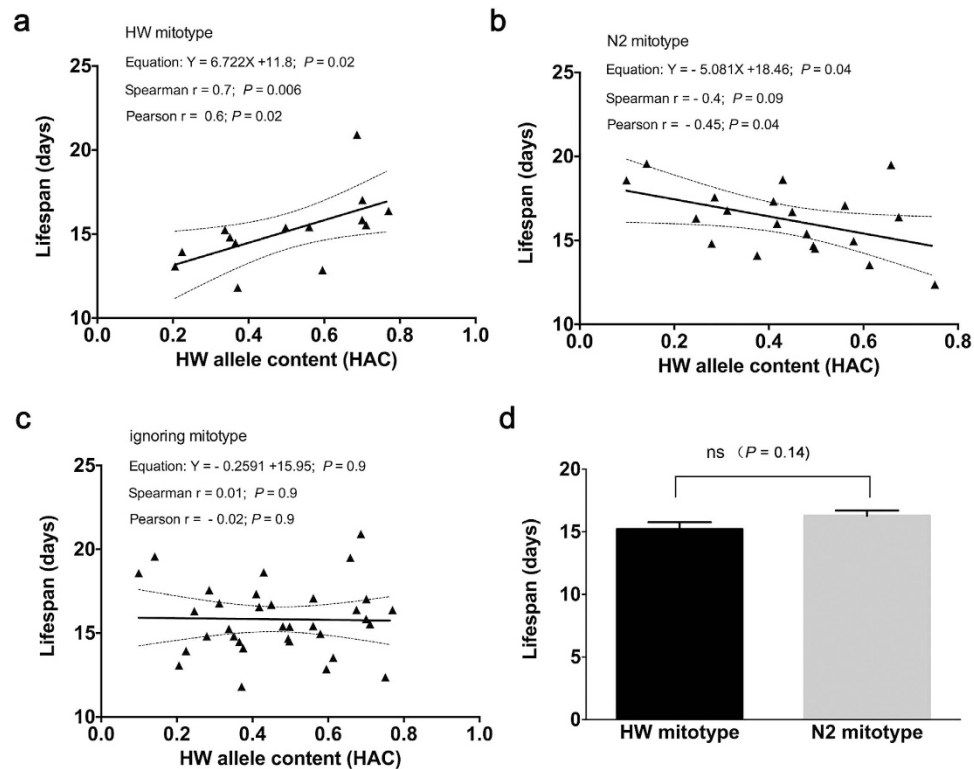 a
HW mitotype
Equation: Y = 6.722X +11.8; P = 0.02
Spearman r = 0.7; P = 0.006
Pearson r = 0.6; P = 0.02
25
20
15
10
Lifespan (days)
0.0 0.2 0.4 0.6 0.8 1.0
HW allele content (HAC)
b
N2 mitotype
Equation: Y = - 5.081X +18.46; P = 0.04
Spearman r = - 0.4; P = 0.09
Pearson r = - 0.45; P = 0.04
25
20
15
10
Lifespan (days)
0.0 0.2 0.4 0.6 0.8
HW allele content (HAC)
c
ignoring mitotype
Equation: Y = - 0.2591 +15.95; P = 0.9
Spearman r = 0.01; P = 0.9
Pearson r = - 0.02; P = 0.9
25
20
15
10
Lifespan (days)
0.0 0.2 0.4 0.6 0.8 1.0
HW allele content (HAC)
d
ns （P = 0.14)
20
15
10
5
0
Lifespan (days)
HW mitotype N2 mitotype